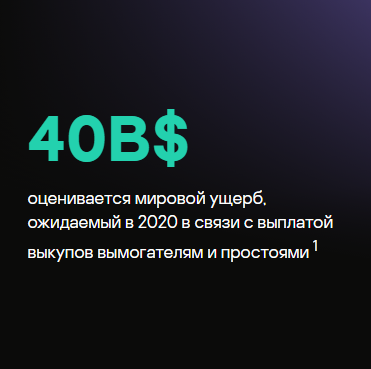 40B$
оценивается мировой ущерб,
ожидаемый в 2020 в связи с выплатой
выкупов вымогателям и простоями 1